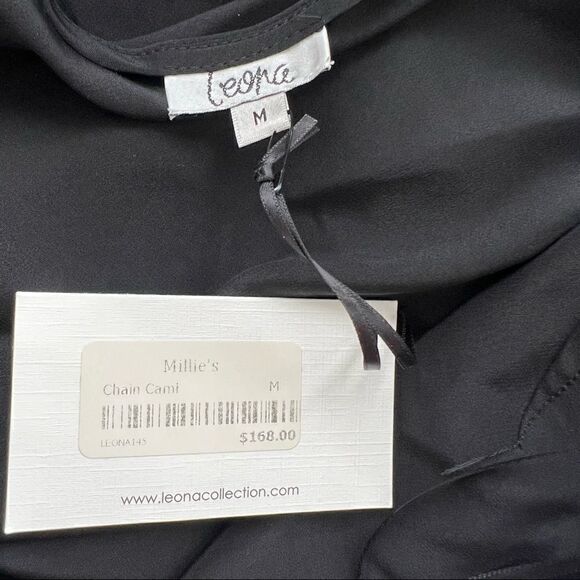 Leona
M
Millie's
Chain Cami M
LEONA145 $168.00
www.leonacollection.com